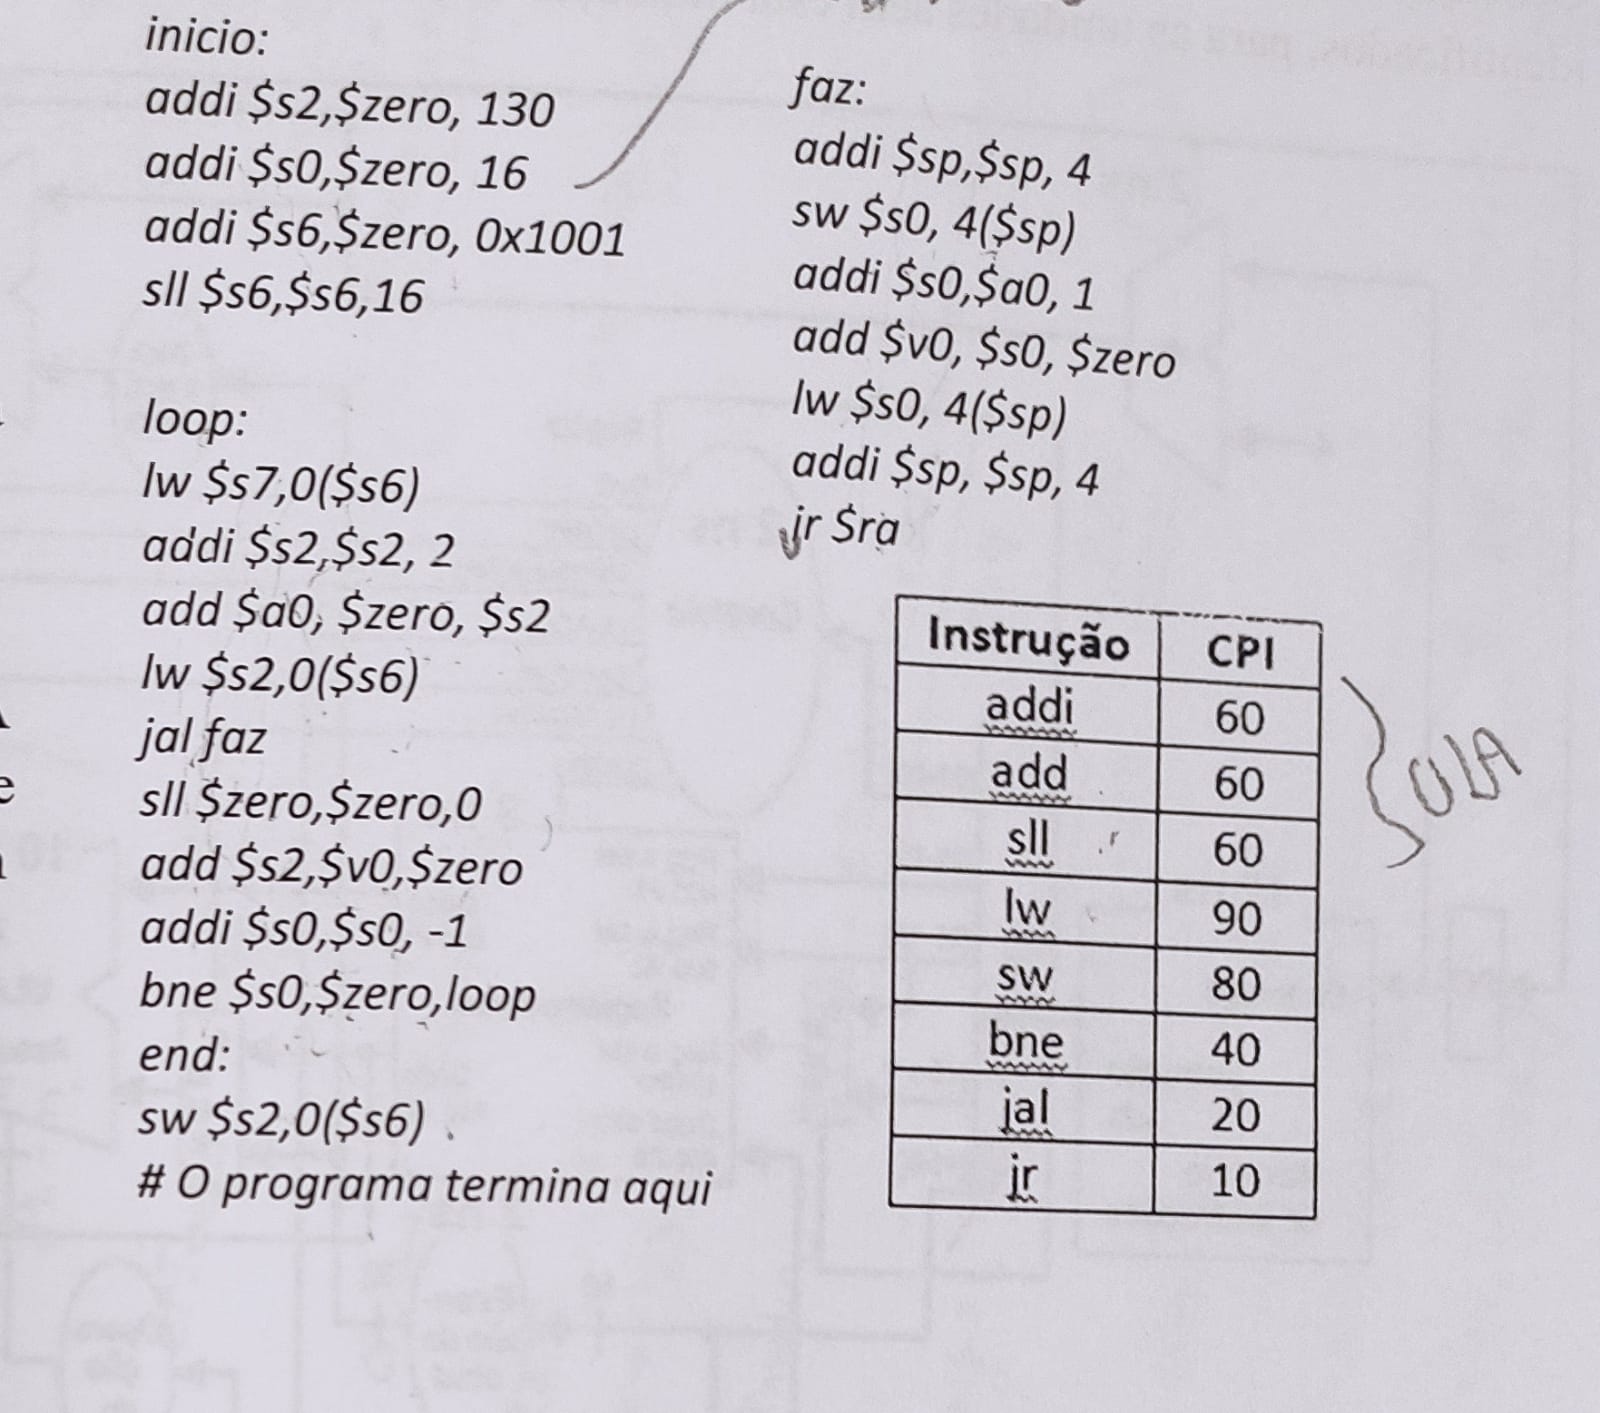 inicio:
addi $s2,$zero, 130
addi $s0,$zero, 16
addi $s6,$zero, 0x1001
sll $s6,$s6,16
loop:
lw $s7,0($s6)
addi $s2,$s2, 2
add $a0, $zero, $s2
lw $s2,0($s6)
jal faz
sll $zero,$zero,0
add $s2,$v0,$zero
addi $s0,$s0, -1
bne $s0,$zero,loop
end:
sw $s2,0($s6)
# O programa termina aqui
faz:
addi $sp,$sp, 4
sw $s0, 4($sp)
addi $s0,$a0, 1
add $v0, $s0, $zero
lw $s0, 4($sp)
addi $sp, $sp, 4
jr $ra
Instrução CPI
addi 60
add 60
sll 60
lw 90
sw 80
bne 40
jal 20
jr 10
ULA